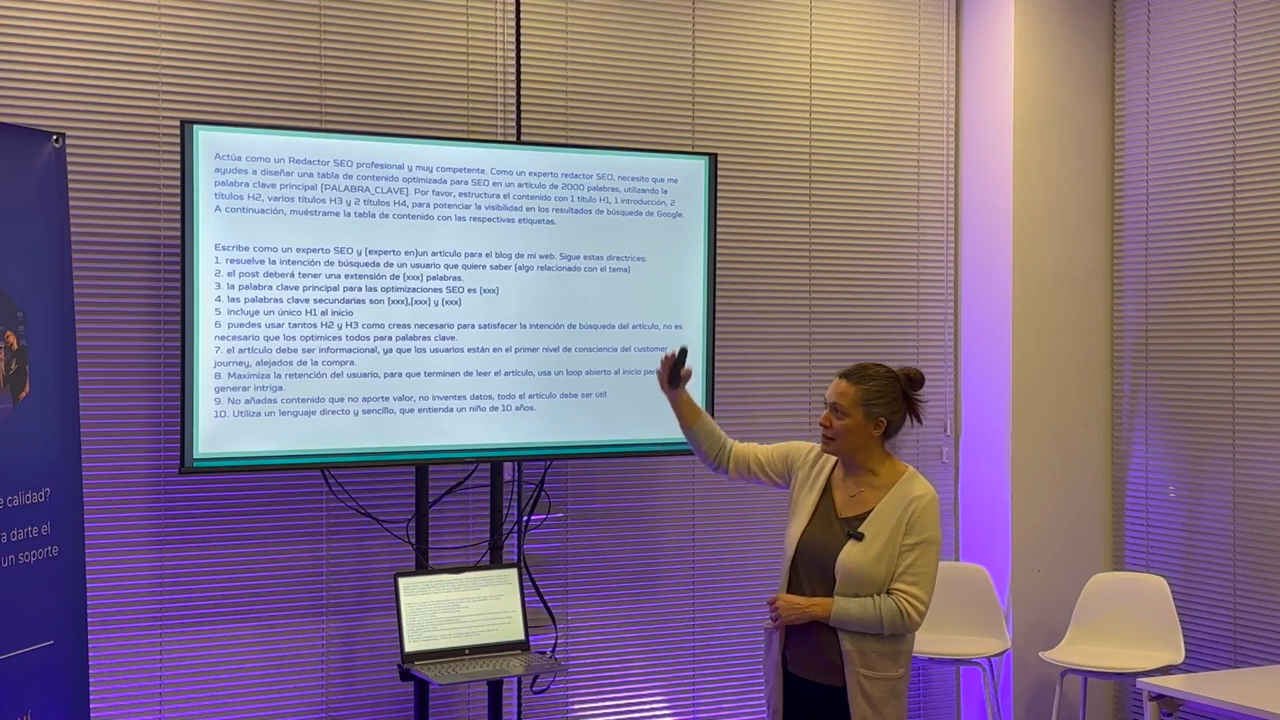 Actúa como un Redactor SEO profesional y muy competente. Como un experto redactor SEO, necesito que me
ayudes a diseñar una tabla de contenido optimizada para SEO en un artículo de 2000 palabras, utilizando la
palabra clave principal [PALABRA_CLAVE]. Por favor, estructura el contenido con 1 título H1, 1 introducción, 2
títulos H2, varios títulos H3 y 2 títulos H4, para potenciar la visibilidad en los resultados de búsqueda de Google.
A continuación, muéstrame la tabla de contenido con las respectivas etiquetas.
Escribe como un experto SEO y (experto en)un artículo para el blog de mi web. Sigue estas directrices:
1. resuelve la intención de búsqueda de un usuario que quiere saber (algo relacionado con el tema)
2. el post deberá tener una extensión de (xxx) palabras.
3. la palabra clave principal para las optimizaciones SEO es (xxx)
4. las palabras clave secundarias son (xxx),(xxx) y (xxx)
5. incluye un único H1 al inicio
6. puedes usar tantos H2 y H3 como creas necesario para satisfacer la intención de búsqueda del artículo, no es
necesario que los optimices todos para palabras clave.
7. el artículo debe ser informacional, ya que los usuarios están en el primer nivel de consciencia del customer
journey, alejados de la compra.
8. Maximiza la retención del usuario, para que terminen de leer el artículo, usa un loop abierto al inicio
generar intriga.
9. No añadas contenido que no aporte valor, no inventes datos, todo el artículo debe ser útil.
10. Utiliza un lenguaje directo y sencillo, que entienda un niño de 10 años.
calidad?
darte el
un soporte